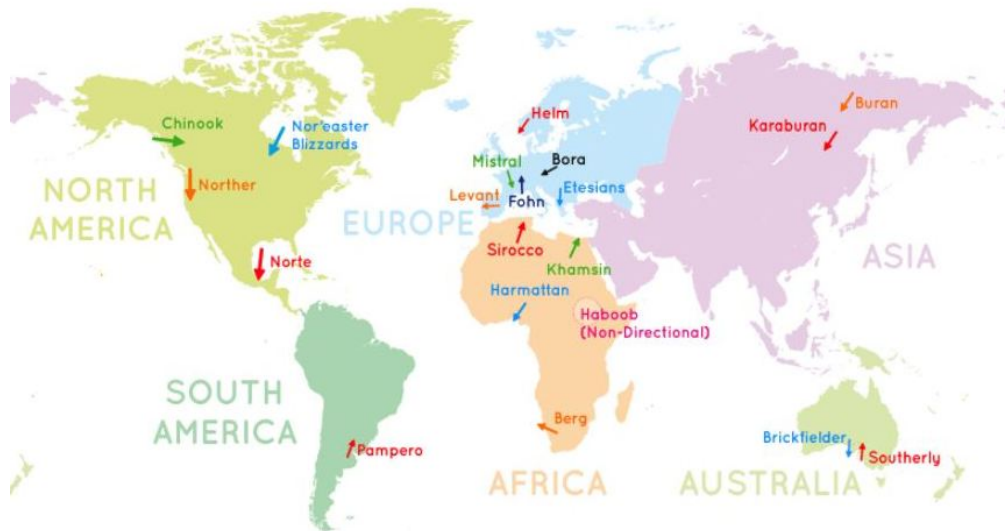 Chinook
Nor'easter
Blizzards
NORTH
AMERICA
Norther
Norte
SOUTH
AMERICA
Pampero
Helm
Mistral
Bora
Levant
Fohn
Etesians
EUROPE
Sirocco
Khamsin
Harmattan
Haboob
(Non-Directional)
Berg
AFRICA
Buran
Karaburan
ASIA
Brickfielder
Southerly
AUSTRALIA